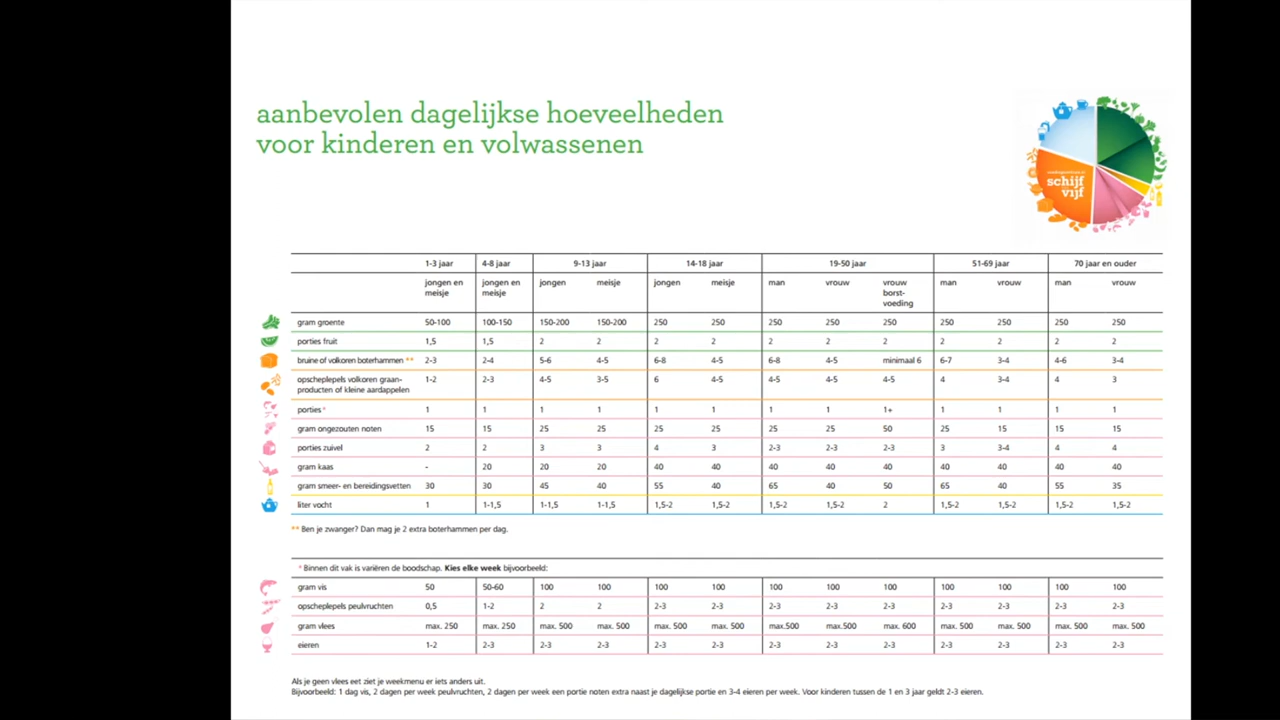 aanbevolen dagelijkse hoeveelheden
voor kinderen en volwassenen
schijf
vijf
1-3 jaar 4-8 jaar 9-13 jaar 14-18 jaar 19-50 jaar 51-69 jaar 70 jaar en ouder
jongen en jongen en jongen meisje jongen meisje man vrouw vrouw man vrouw man vrouw
meisje meisje borst-
voeding
gram groente 50-100 100-150 150-200 150-200 250 250 250 250 250 250 250 250 250
porties fruit 1,5 1,5 2 2 2 2 2 2 2 2 2 2 2
bruine of volkoren boterhammen ** 2-3 2-4 5-6 4-5 6-8 4-5 6-8 4-5 minimaal 6 6-7 3-4 4-6 3-4
opscheplepels volkoren graan- 1-2 2-3 4-5 3-5 6 4-5 4-5 4-5 4-5 4 3-4 4 3
producten of kleine aardappelen
porties * 1 1 1 1 1 1 1 1 1+ 1 1 1 1
gram ongezouten noten 15 15 25 25 25 25 25 25 50 25 15 15 15
porties zuivel 2 2 3 3 4 3 2-3 2-3 2-3 3 3-4 4 4
gram kaas - 20 20 20 40 40 40 40 40 40 40 40 40
gram smeer- en bereidingsvetten 30 30 45 40 55 40 65 40 50 65 40 55 35
liter vocht 1 1-1,5 1-1,5 1-1,5 1,5-2 1,5-2 1,5-2 1,5-2 2 1,5-2 1,5-2 1,5-2 1,5-2
** Ben je zwanger? Dan mag je 2 extra boterhammen per dag.
* Binnen dit vak is variëren de boodschap. Kies elke week bijvoorbeeld:
gram vis 50 50-60 100 100 100 100 100 100 100 100 100 100 100
opscheplepels peulvruchten 0,5 1-2 2 2 2-3 2-3 2-3 2-3 2-3 2-3 2-3 2-3 2-3
gram vlees max. 250 max. 250 max. 500 max. 500 max. 500 max. 500 max.500 max.500 max. 600 max. 500 max. 500 max. 500 max. 500
eieren 1-2 2-3 2-3 2-3 2-3 2-3 2-3 2-3 2-3 2-3 2-3 2-3 2-3
Als je geen vlees eet ziet je weekmenu er iets anders uit.
Bijvoorbeeld: 1 dag vis, 2 dagen per week peulvruchten, 2 dagen per week een portie noten extra naast je dagelijkse portie en 3-4 eieren per week. Voor kinderen tussen de 1 en 3 jaar geldt 2-3 eieren.